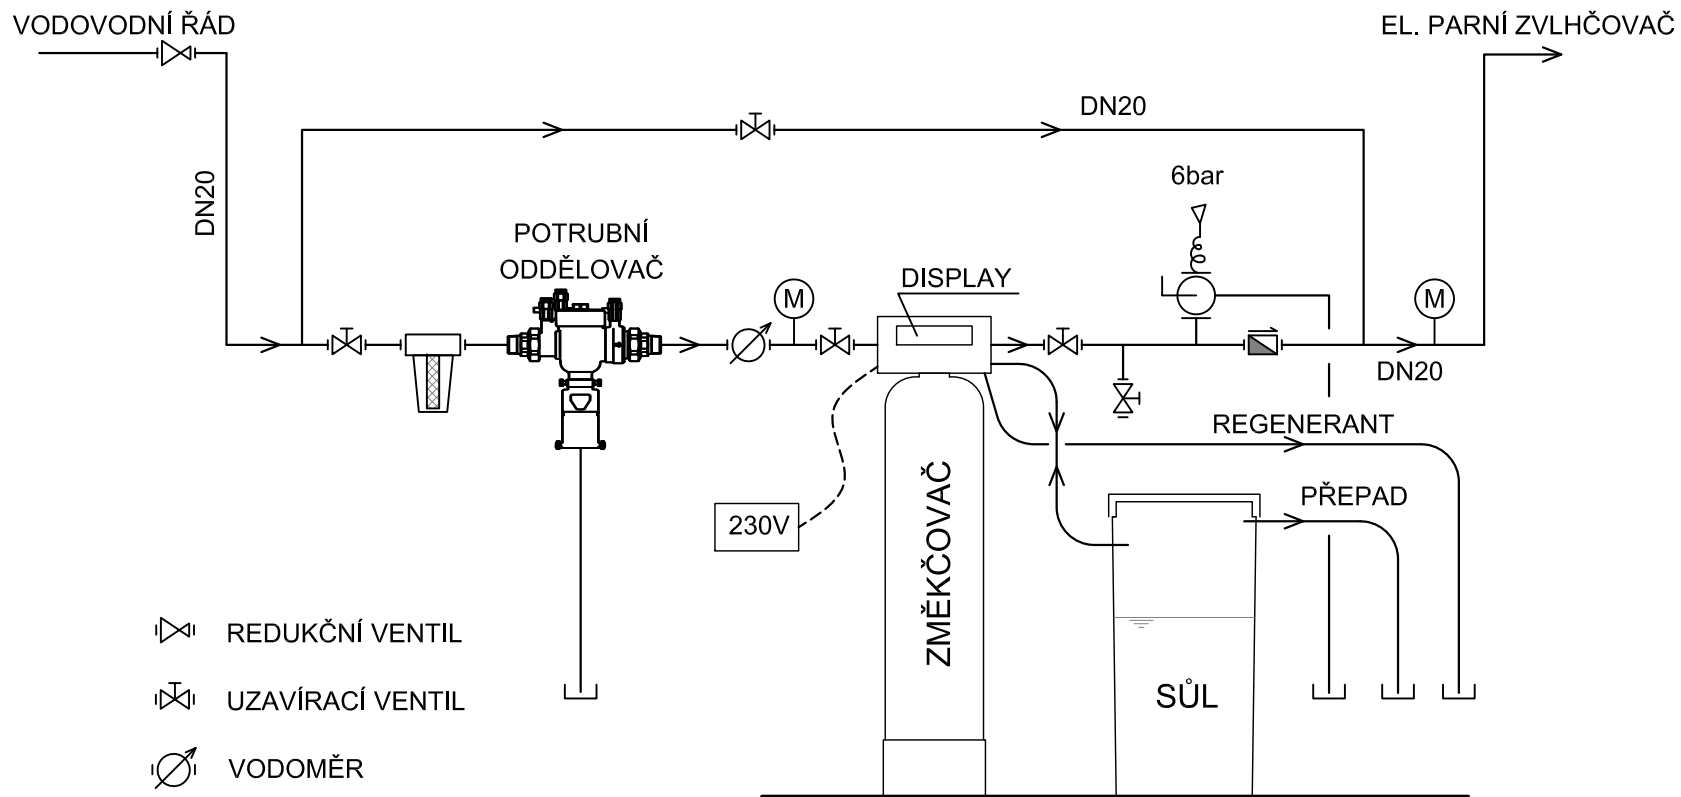 VODOVODNÍ ŘÁD
EL. PARNÍ ZVLHČOVAČ
DN20
DN20
6bar
POTRUBNÍ
ODDĚLOVAČ
M
DISPLAY
M
DN20
REGENERANT
PŘEPAD
230V
ZMĚKČOVAČ
SŮL
REDUKČNÍ VENTIL
UZAVÍRACÍ VENTIL
VODOMĚR